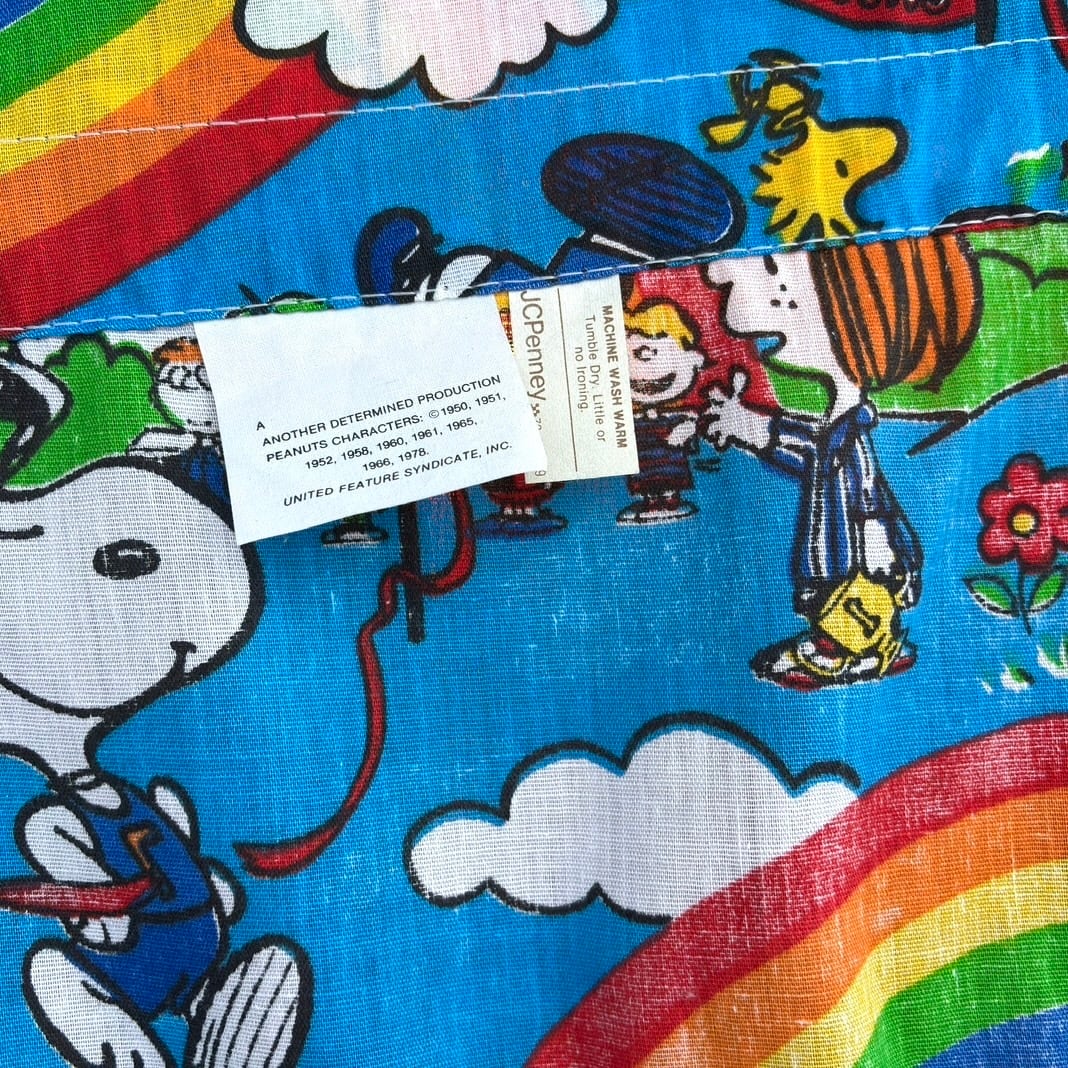 A
ANOTHER DETERMINED PRODUCTION
PEANUTS CHARACTERS: © 1950, 1951,
1952, 1958, 1960, 1961, 1965,
1966, 1978.
UNITED FEATURE SYNDICATE, INC.
JCPenney
MACHINE WASH WARM
Tumble Dry. Little or
no Ironing.